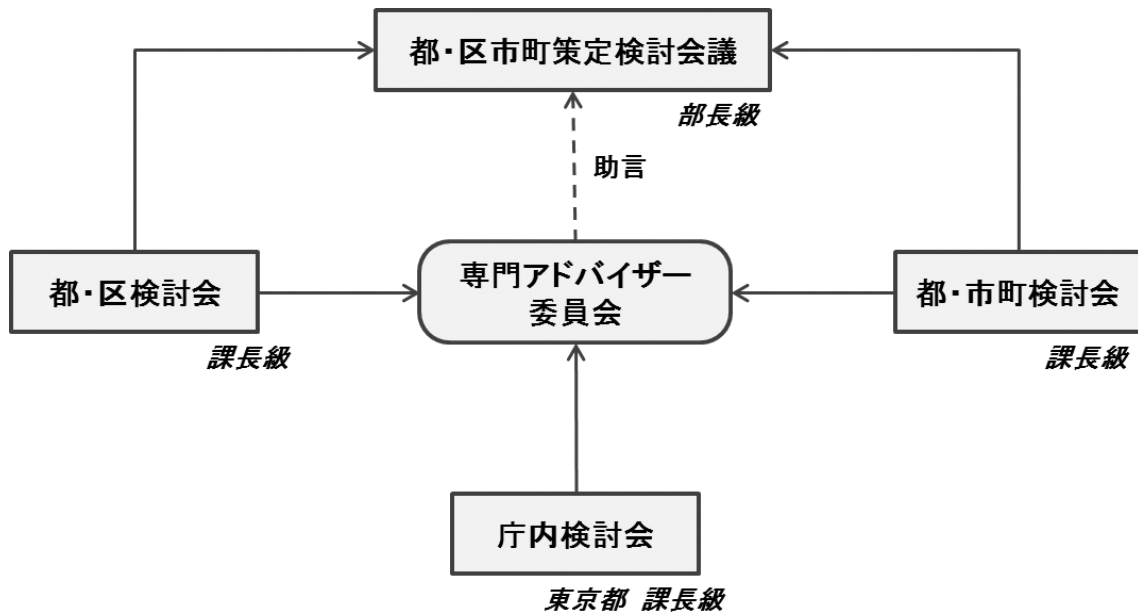 都・区市町策定検討会議
部長級
助言
都・区検討会
課長級
専門アドバイザー
委員会
都・市町検討会
課長級
庁内検討会
東京都 課長級